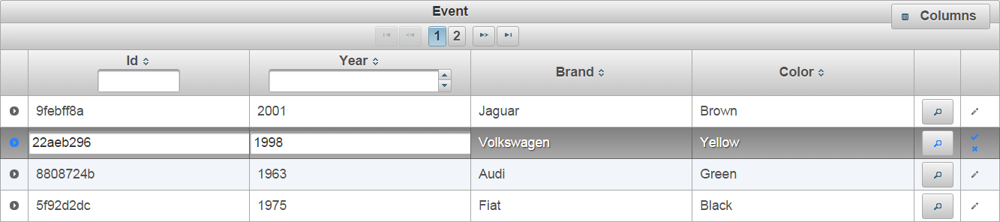 Event
Columns
1 2
Id Year Brand Color
9febff8a 2001 Jaguar Brown
22aeb296 1998 Volkswagen Yellow
8808724b 1963 Audi Green
5f92d2dc 1975 Fiat Black